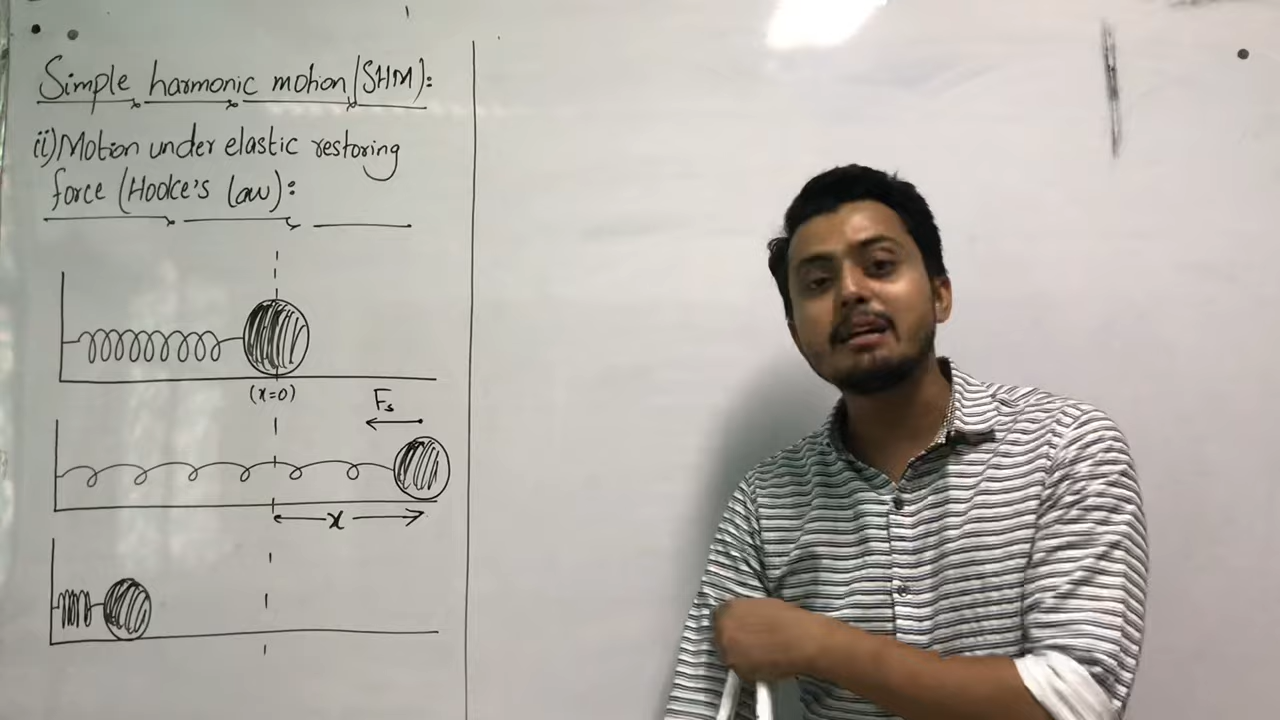 Simple harmonic motion (SHM):
ii) Motion under elastic restoring
force (Hooke's law):
(x=0)
Fs
x